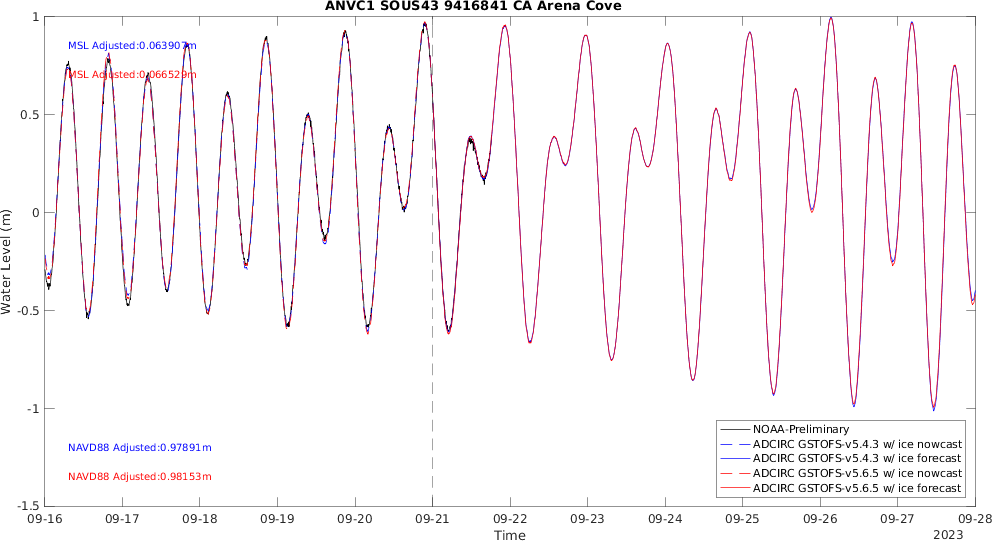 ANVC1 SOUS43 9416841 CA Arena Cove
MSL Adjusted:0.063907m
MSL Adjusted:0.066529m
NAVD88 Adjusted:0.97891m
NAVD88 Adjusted:0.98153m
Water Level (m)
1
0.5
0
-0.5
-1
-1.5
NOAA-Preliminary
ADCIRC GSTOFS-v5.4.3 w/ ice nowcast
ADCIRC GSTOFS-v5.4.3 w/ ice forecast
ADCIRC GSTOFS-v5.6.5 w/ ice nowcast
ADCIRC GSTOFS-v5.6.5 w/ ice forecast
09-16 09-17 09-18 09-19 09-20 09-21 09-22 09-23 09-24 09-25 09-26 09-27 09-28
Time
2023